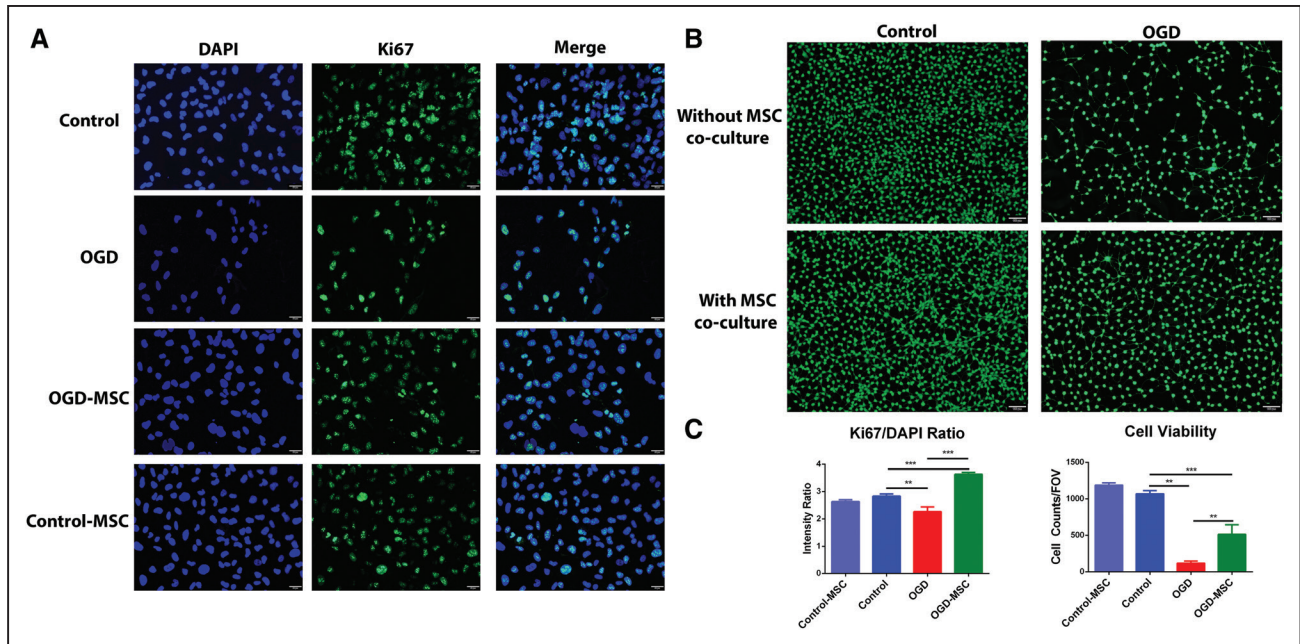 A
DAPI
Ki67
Merge
Control
OGD
OGD-MSC
Control-MSC
B
Control
OGD
Without MSC
co-culture
With MSC
co-culture
C
Ki67/DAPI Ratio
Intensity Ratio
4
3
2
1
0
**
***
***
Control-MSC
Control
OGD
OGD-MSC
Cell Viability
Cell Counts/FOV
1500
1000
500
0
**
***
**
Control-MSC
Control
OGD
OGD-MSC